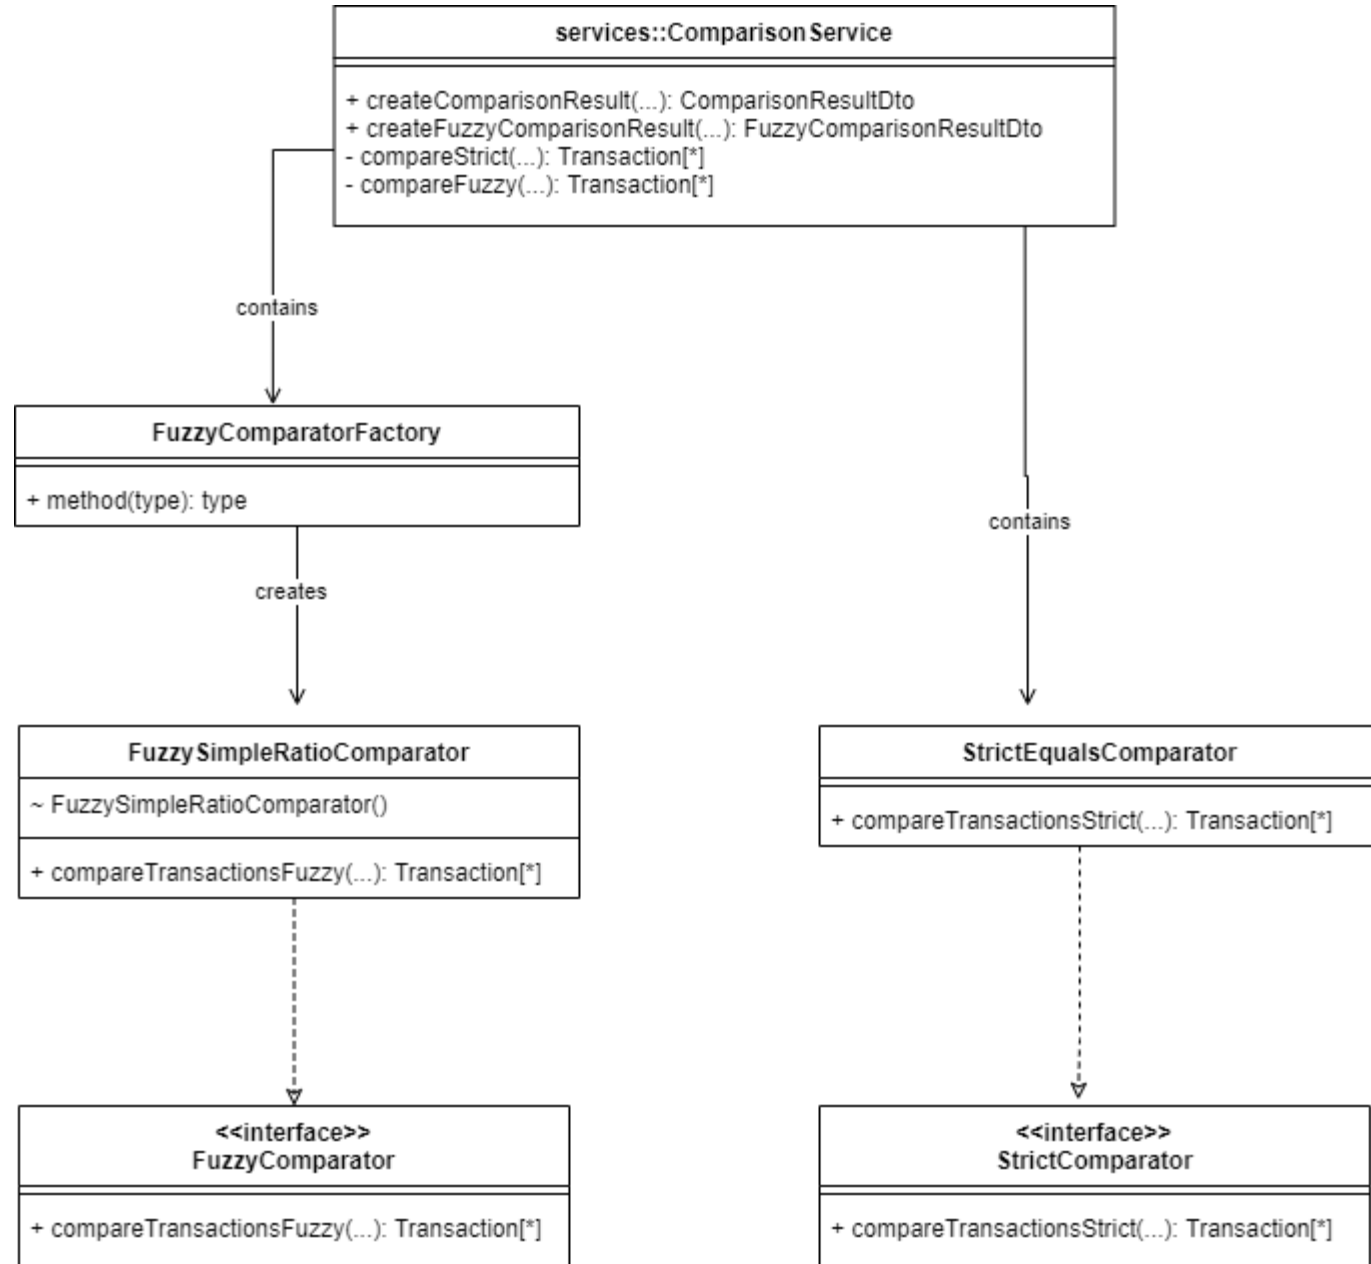 services::ComparisonService
+ createComparisonResult(...): ComparisonResultDto
+ createFuzzyComparisonResult(...): FuzzyComparisonResultDto
- compareStrict(...): Transaction[*]
- compareFuzzy(...): Transaction[*]
contains
FuzzyComparatorFactory
+ method(type): type
contains
creates
FuzzySimpleRatioComparator
~ FuzzySimpleRatioComparator()
+ compareTransactionsFuzzy(...): Transaction[*]
StrictEqualsComparator
+ compareTransactionsStrict(...): Transaction[*]
<<interface>>
FuzzyComparator
+ compareTransactionsFuzzy(...): Transaction[*]
<<interface>>
StrictComparator
+ compareTransactionsStrict(...): Transaction[*]